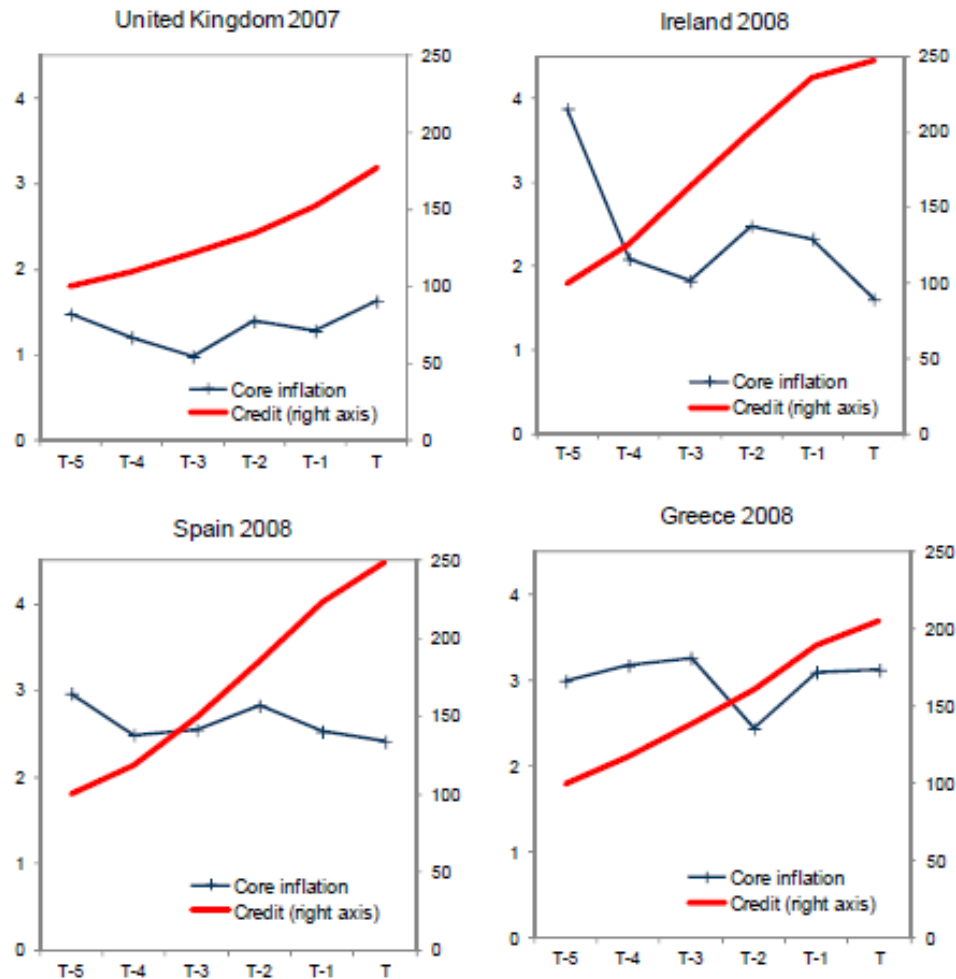 United Kingdom 2007
250
4
200
3
150
2
100
1
50
0
0
Core inflation
Credit (right axis)
T-5 T-4 T-3 T-2 T-1 T
Ireland 2008
250
4
200
3
150
2
100
1
50
0
0
Core inflation
Credit (right axis)
T-5 T-4 T-3 T-2 T-1 T
Spain 2008
250
4
200
3
150
2
100
1
50
0
0
Core inflation
Credit (right axis)
T-5 T-4 T-3 T-2 T-1 T
Greece 2008
250
4
200
3
150
2
100
1
50
0
0
Core inflation
Credit (right axis)
T-5 T-4 T-3 T-2 T-1 T